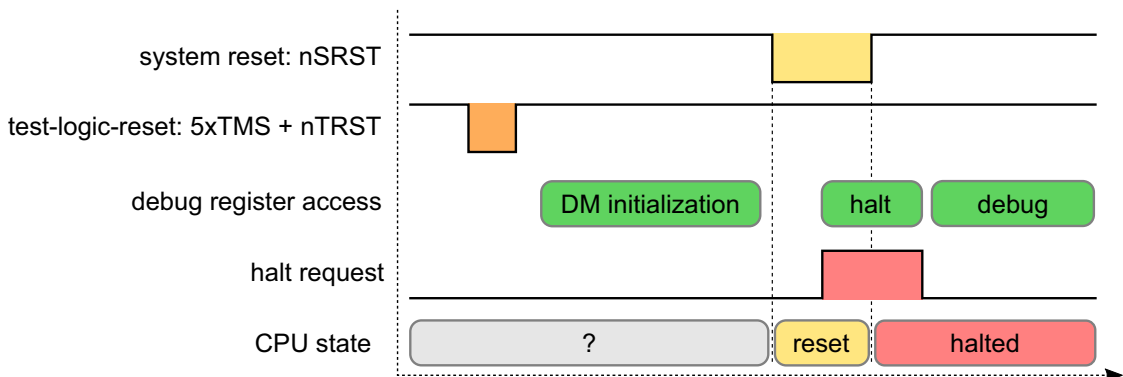 system reset: nSRST
test-logic-reset: 5xTMS + nTRST
debug register access
DM initialization
halt
debug
halt request
CPU state
?
reset
halted